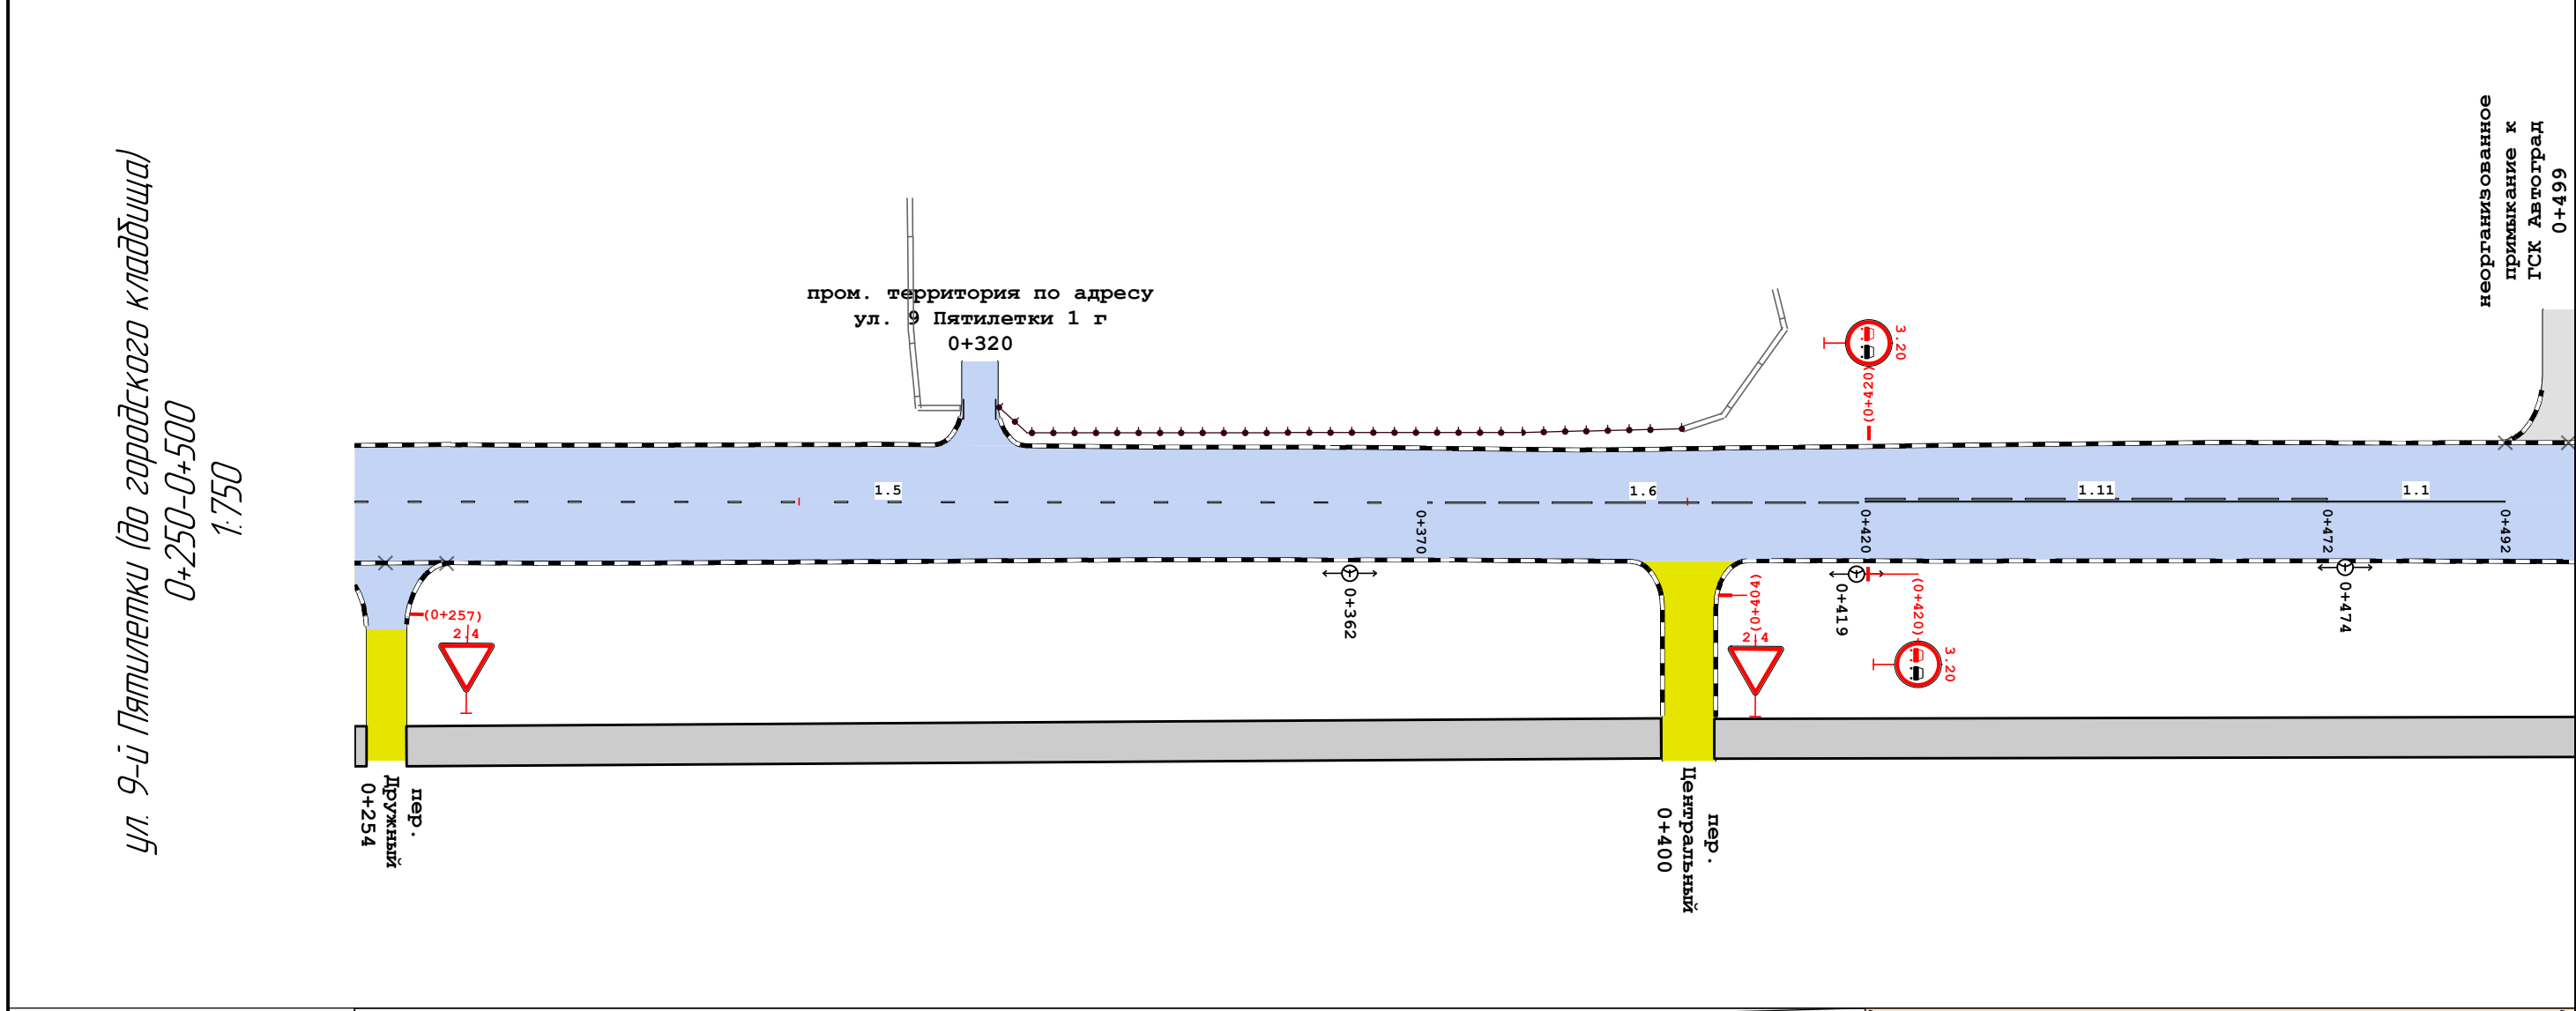 ул. 9-й Пятилетки (до городского кладбища)
0+250-0+500
1:750
пром. территория по адресу
ул. 9 Пятилетки 1 г
0+320
неорганизованное
примыкание к
ГСК Автоград
0+499
3.20
(0+420)
1.5
1.6
1.11
1.1
0+370
0+420
0+472
0+492
(0+257)
2.4
0+362
(0+404)
2.4
0+419
(0+420)
3.20
0+474
пер.
Дружный
0+254
пер.
Центральный
0+400